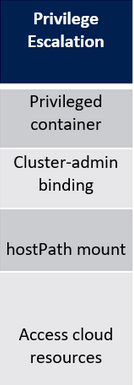 Privilege
Escalation
Privileged
container
Cluster-admin
binding
hostPath mount
Access cloud
resources